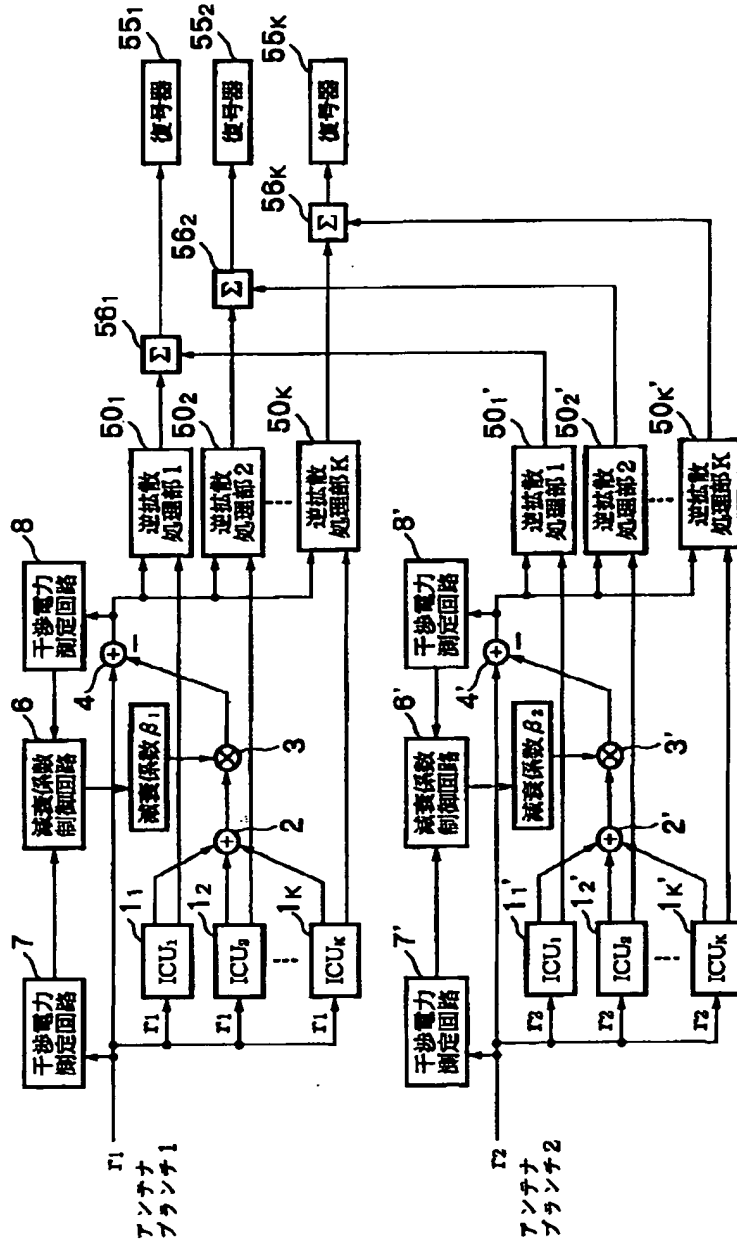 アンテナ
ブランチ1
r1
7
干渉電力
測定回路
6
減衰係数
制御回路
8
干渉電力
測定回路
減衰係数β1
4
+
−
3
×
2
+
r1
11
ICU1
r1
12
ICU2
r1
1K
ICUK
501
逆拡散
処理部1
502
逆拡散
処理部2
50K
逆拡散
処理部K
561
Σ
562
Σ
56K
Σ
551
復号器
552
復号器
55K
復号器
アンテナ
ブランチ2
r2
7'
干渉電力
測定回路
6'
減衰係数
制御回路
8'
干渉電力
測定回路
減衰係数β2
4'
+
−
3'
×
2'
+
r2
11'
ICU1
r2
12'
ICU2
r2
1K'
ICUK
501'
逆拡散
処理部1
502'
逆拡散
処理部2
50K'
逆拡散
処理部K